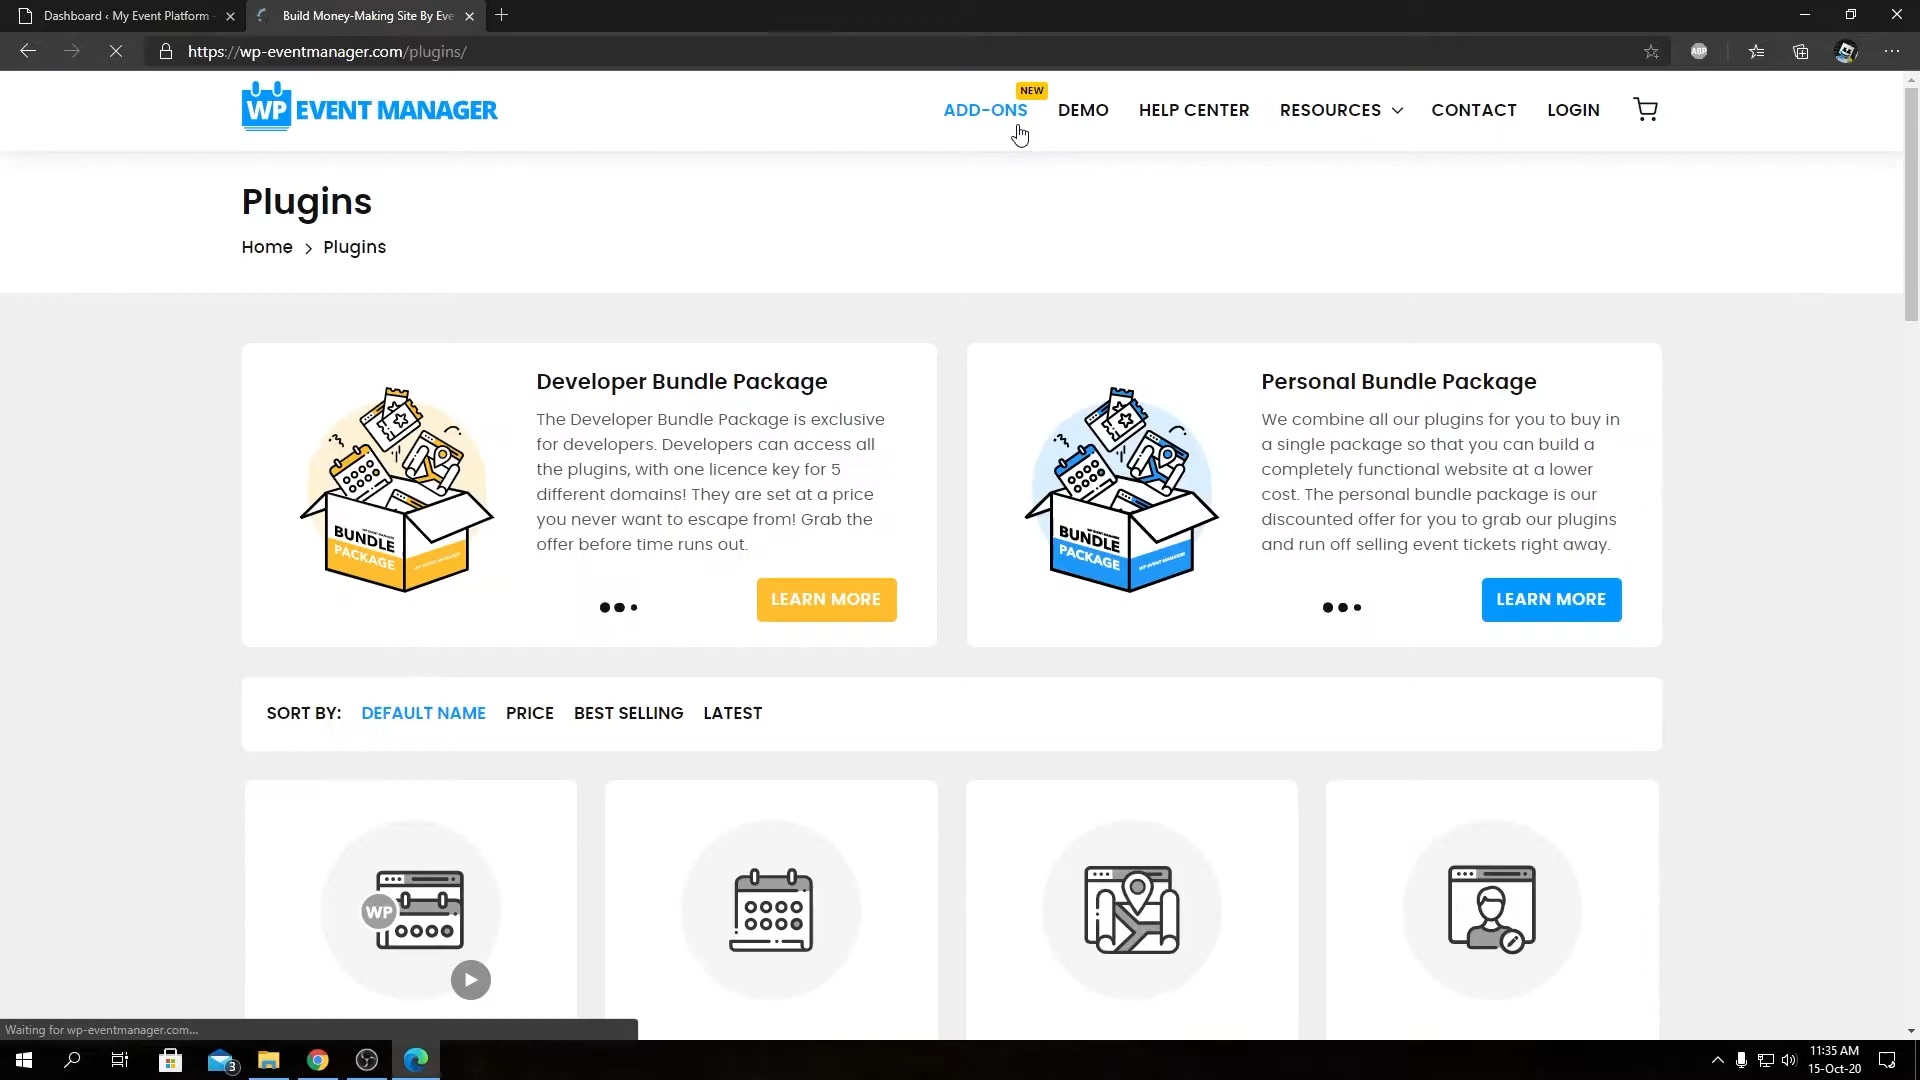 Dashboard ‹ My Event Platform
Build Money-Making Site By Eve
https://wp-eventmanager.com/plugins/
ABP
WP EVENT MANAGER
NEW
ADD-ONS
DEMO
HELP CENTER
RESOURCES
CONTACT
LOGIN
Plugins
Home > Plugins
Developer Bundle Package
The Developer Bundle Package is exclusive
for developers. Developers can access all
the plugins, with one licence key for 5
different domains! They are set at a price
you never want to escape from! Grab the
offer before time runs out.
BUNDLE
PACKAGE
LEARN MORE
Personal Bundle Package
We combine all our plugins for you to buy in
a single package so that you can build a
completely functional website at a lower
cost. The personal bundle package is our
discounted offer for you to grab our plugins
and run off selling event tickets right away.
BUNDLE
PACKAGE
LEARN MORE
SORT BY: DEFAULT NAME PRICE BEST SELLING LATEST
WP
Waiting for wp-eventmanager.com...
3
11:35 AM
15-Oct-20